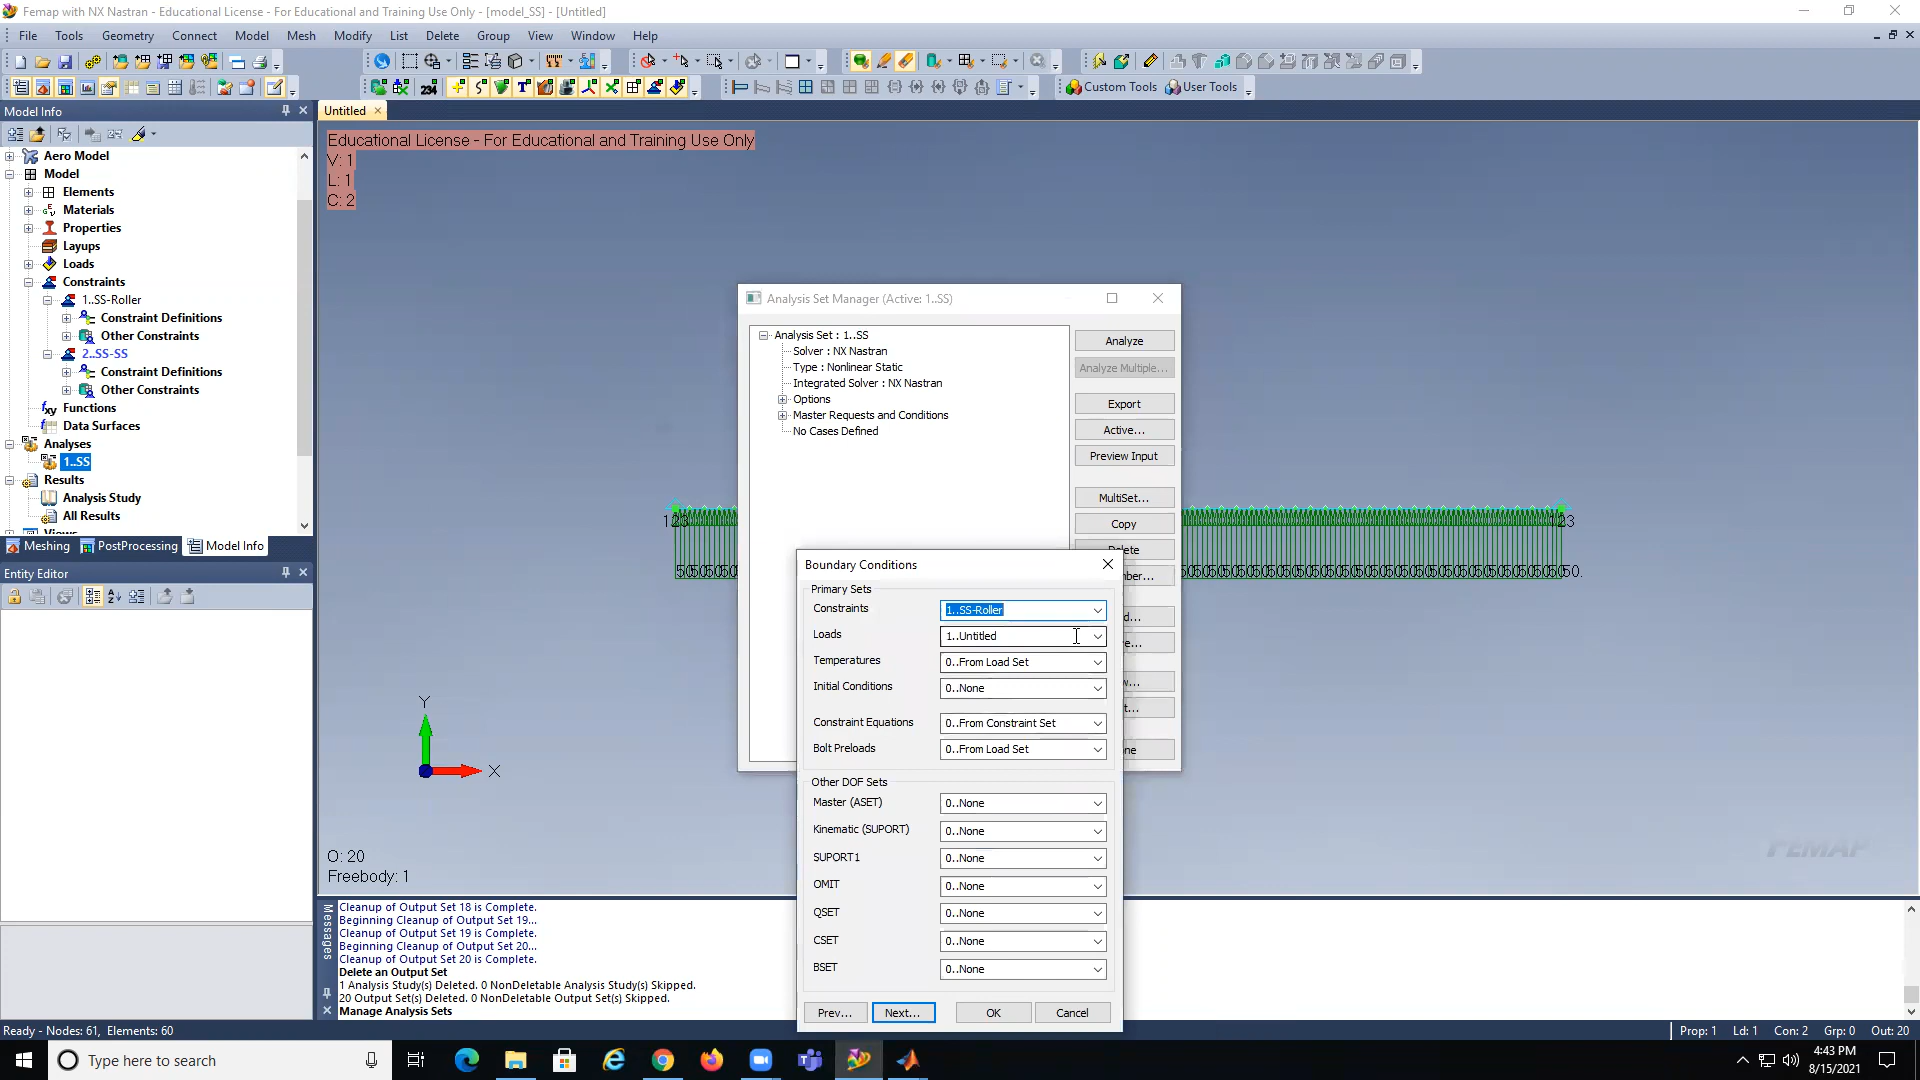 Femap with NX Nastran - Educational License - For Educational and Training Use Only - [model_SS] - [Untitled]
File Tools Geometry Connect Model Mesh Modify List Delete Group View Window Help
234
Custom Tools User Tools
Model Info
Aero Model
Model
Elements
Materials
Properties
Layups
Loads
Constraints
1..SS-Roller
Constraint Definitions
Other Constraints
2..SS-SS
Constraint Definitions
Other Constraints
Functions
Data Surfaces
Analyses
1..SS
Results
Analysis Study
All Results
Meshing PostProcessing Model Info
Entity Editor
Untitled
Educational License - For Educational and Training Use Only
V: 1
L: 1
C: 2
123
123
50.
Y
X
O: 20
Freebody: 1
FEMAP
Analysis Set Manager (Active: 1..SS)
Analysis Set : 1..SS
Solver : NX Nastran
Type : Nonlinear Static
Integrated Solver : NX Nastran
Options
Master Requests and Conditions
No Cases Defined
Analyze
Analyze Multiple...
Export
Active...
Preview Input
MultiSet...
Copy
Delete
Boundary Conditions
Primary Sets
Constraints 1..SS-Roller
Loads 1..Untitled
Temperatures 0..From Load Set
Initial Conditions 0..None
Constraint Equations 0..From Constraint Set
Bolt Preloads 0..From Load Set
Other DOF Sets
Master (ASET) 0..None
Kinematic (SUPORT) 0..None
SUPORT1 0..None
OMIT 0..None
QSET 0..None
CSET 0..None
BSET 0..None
Prev... Next... OK Cancel
Messages
Cleanup of Output Set 18 is Complete.
Beginning Cleanup of Output Set 19...
Cleanup of Output Set 19 is Complete.
Beginning Cleanup of Output Set 20...
Cleanup of Output Set 20 is Complete.
Delete an Output Set
1 Analysis Study(s) Deleted. 0 NonDeletable Analysis Study(s) Skipped.
20 Output Set(s) Deleted. 0 NonDeletable Output Set(s) Skipped.
Manage Analysis Sets
Ready - Nodes: 61, Elements: 60
Prop: 1 Ld: 1 Con: 2 Grp: 0 Out: 20
Type here to search
4:43 PM
8/15/2021